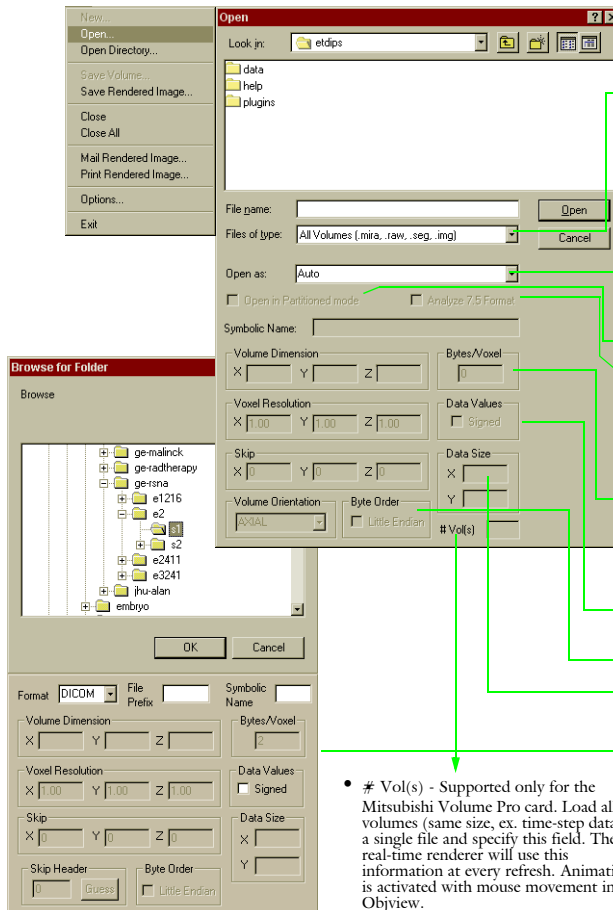 New...
Open...
Open Directory...
Save Volume...
Save Rendered Image...
Close
Close All
Mail Rendered Image...
Print Rendered Image...
Options...
Exit
Open
Look in: etdips
data
help
plugins
File name:
Open
Files of type: All Volumes (.mira, .raw, .seg, .img)
Cancel
Open as: Auto
Open in Partitioned mode Analyze 7.5 Format
Symbolic Name:
Volume Dimension Bytes/Voxel
X Y Z 0
Voxel Resolution Data Values
X 1.00 Y 1.00 Z 1.00 Signed
Skip Data Size
X 0 Y 0 Z 0 X
Y
Volume Orientation Byte Order
AXIAL Little Endian # Vol(s)
Browse for Folder
Browse
ge-malinck
ge-radtherapy
ge-rsna
e1216
e2
s1
s2
e2411
e3241
jhu-alan
embryo
OK Cancel
Format DICOM File Prefix Symbolic Name
Volume Dimension Bytes/Voxel
X Y Z 2
Voxel Resolution Data Values
X 1.00 Y 1.00 Z 1.00 Signed
Skip Data Size
X 0 Y 0 Z 0 X
Y
Skip Header Byte Order
0 Guess Little Endian
• # Vol(s) - Supported only for the
Mitsubishi Volume Pro card. Load al
volumes (same size, ex. time-step data
a single file and specify this field. The
real-time renderer will use this
information at every refresh. Animati
is activated with mouse movement in
Objview.